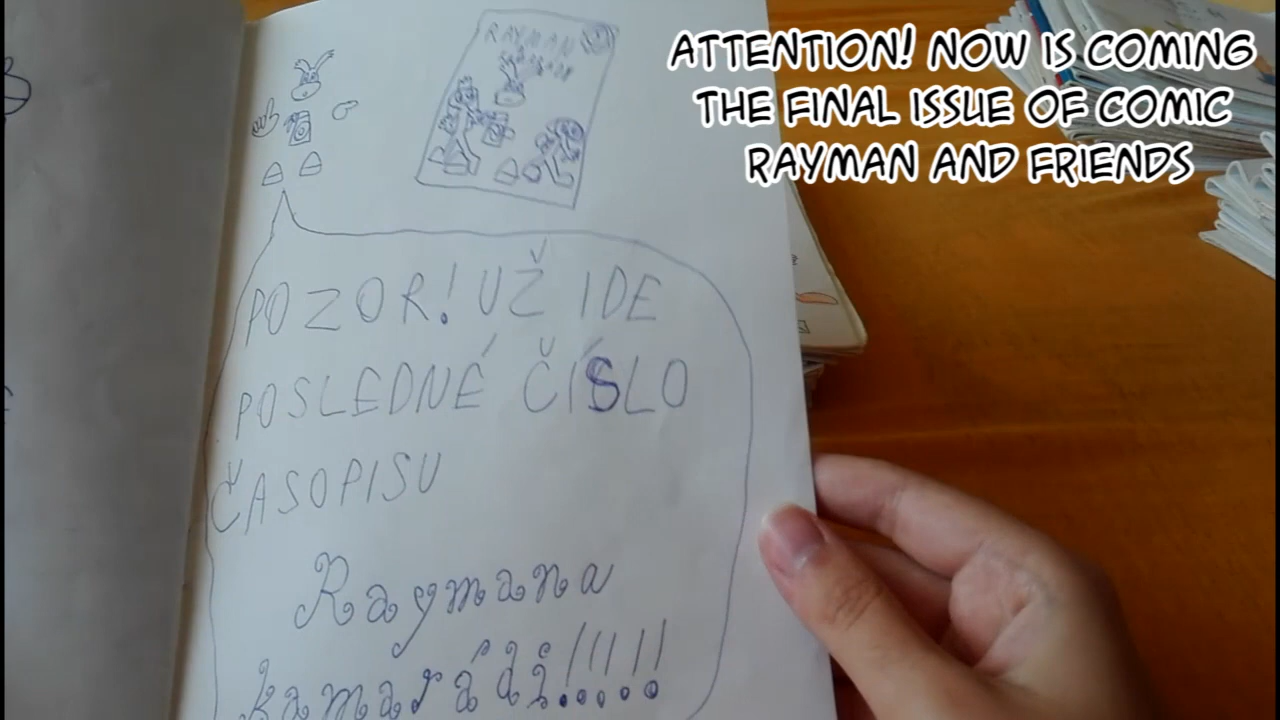 ATTENTION! NOW IS COMING
THE FINAL ISSUE OF COMIC
RAYMAN AND FRIENDS
RAYMAN
POZOR! UŽ IDE
POSLEDNÉ ČÍSLO
ČASOPISU
Raymana
kamarádi!!!!!